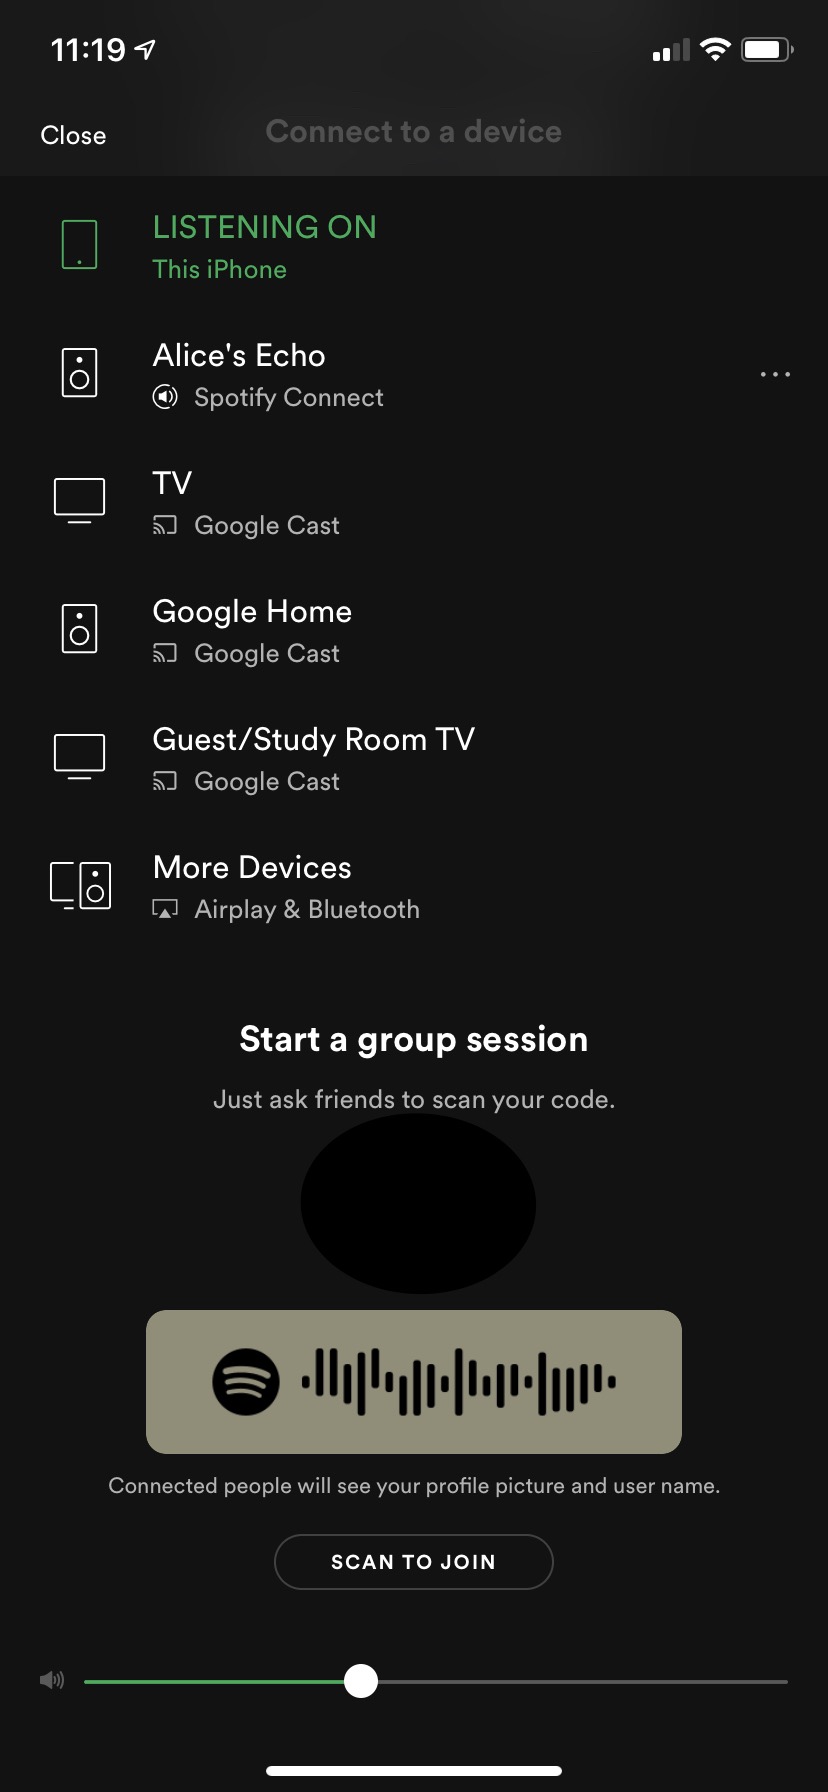 11:19
Close
Connect to a device
LISTENING ON
This iPhone
Alice's Echo
Spotify Connect
TV
Google Cast
Google Home
Google Cast
Guest/Study Room TV
Google Cast
More Devices
Airplay & Bluetooth
Start a group session
Just ask friends to scan your code.
Connected people will see your profile picture and user name.
SCAN TO JOIN